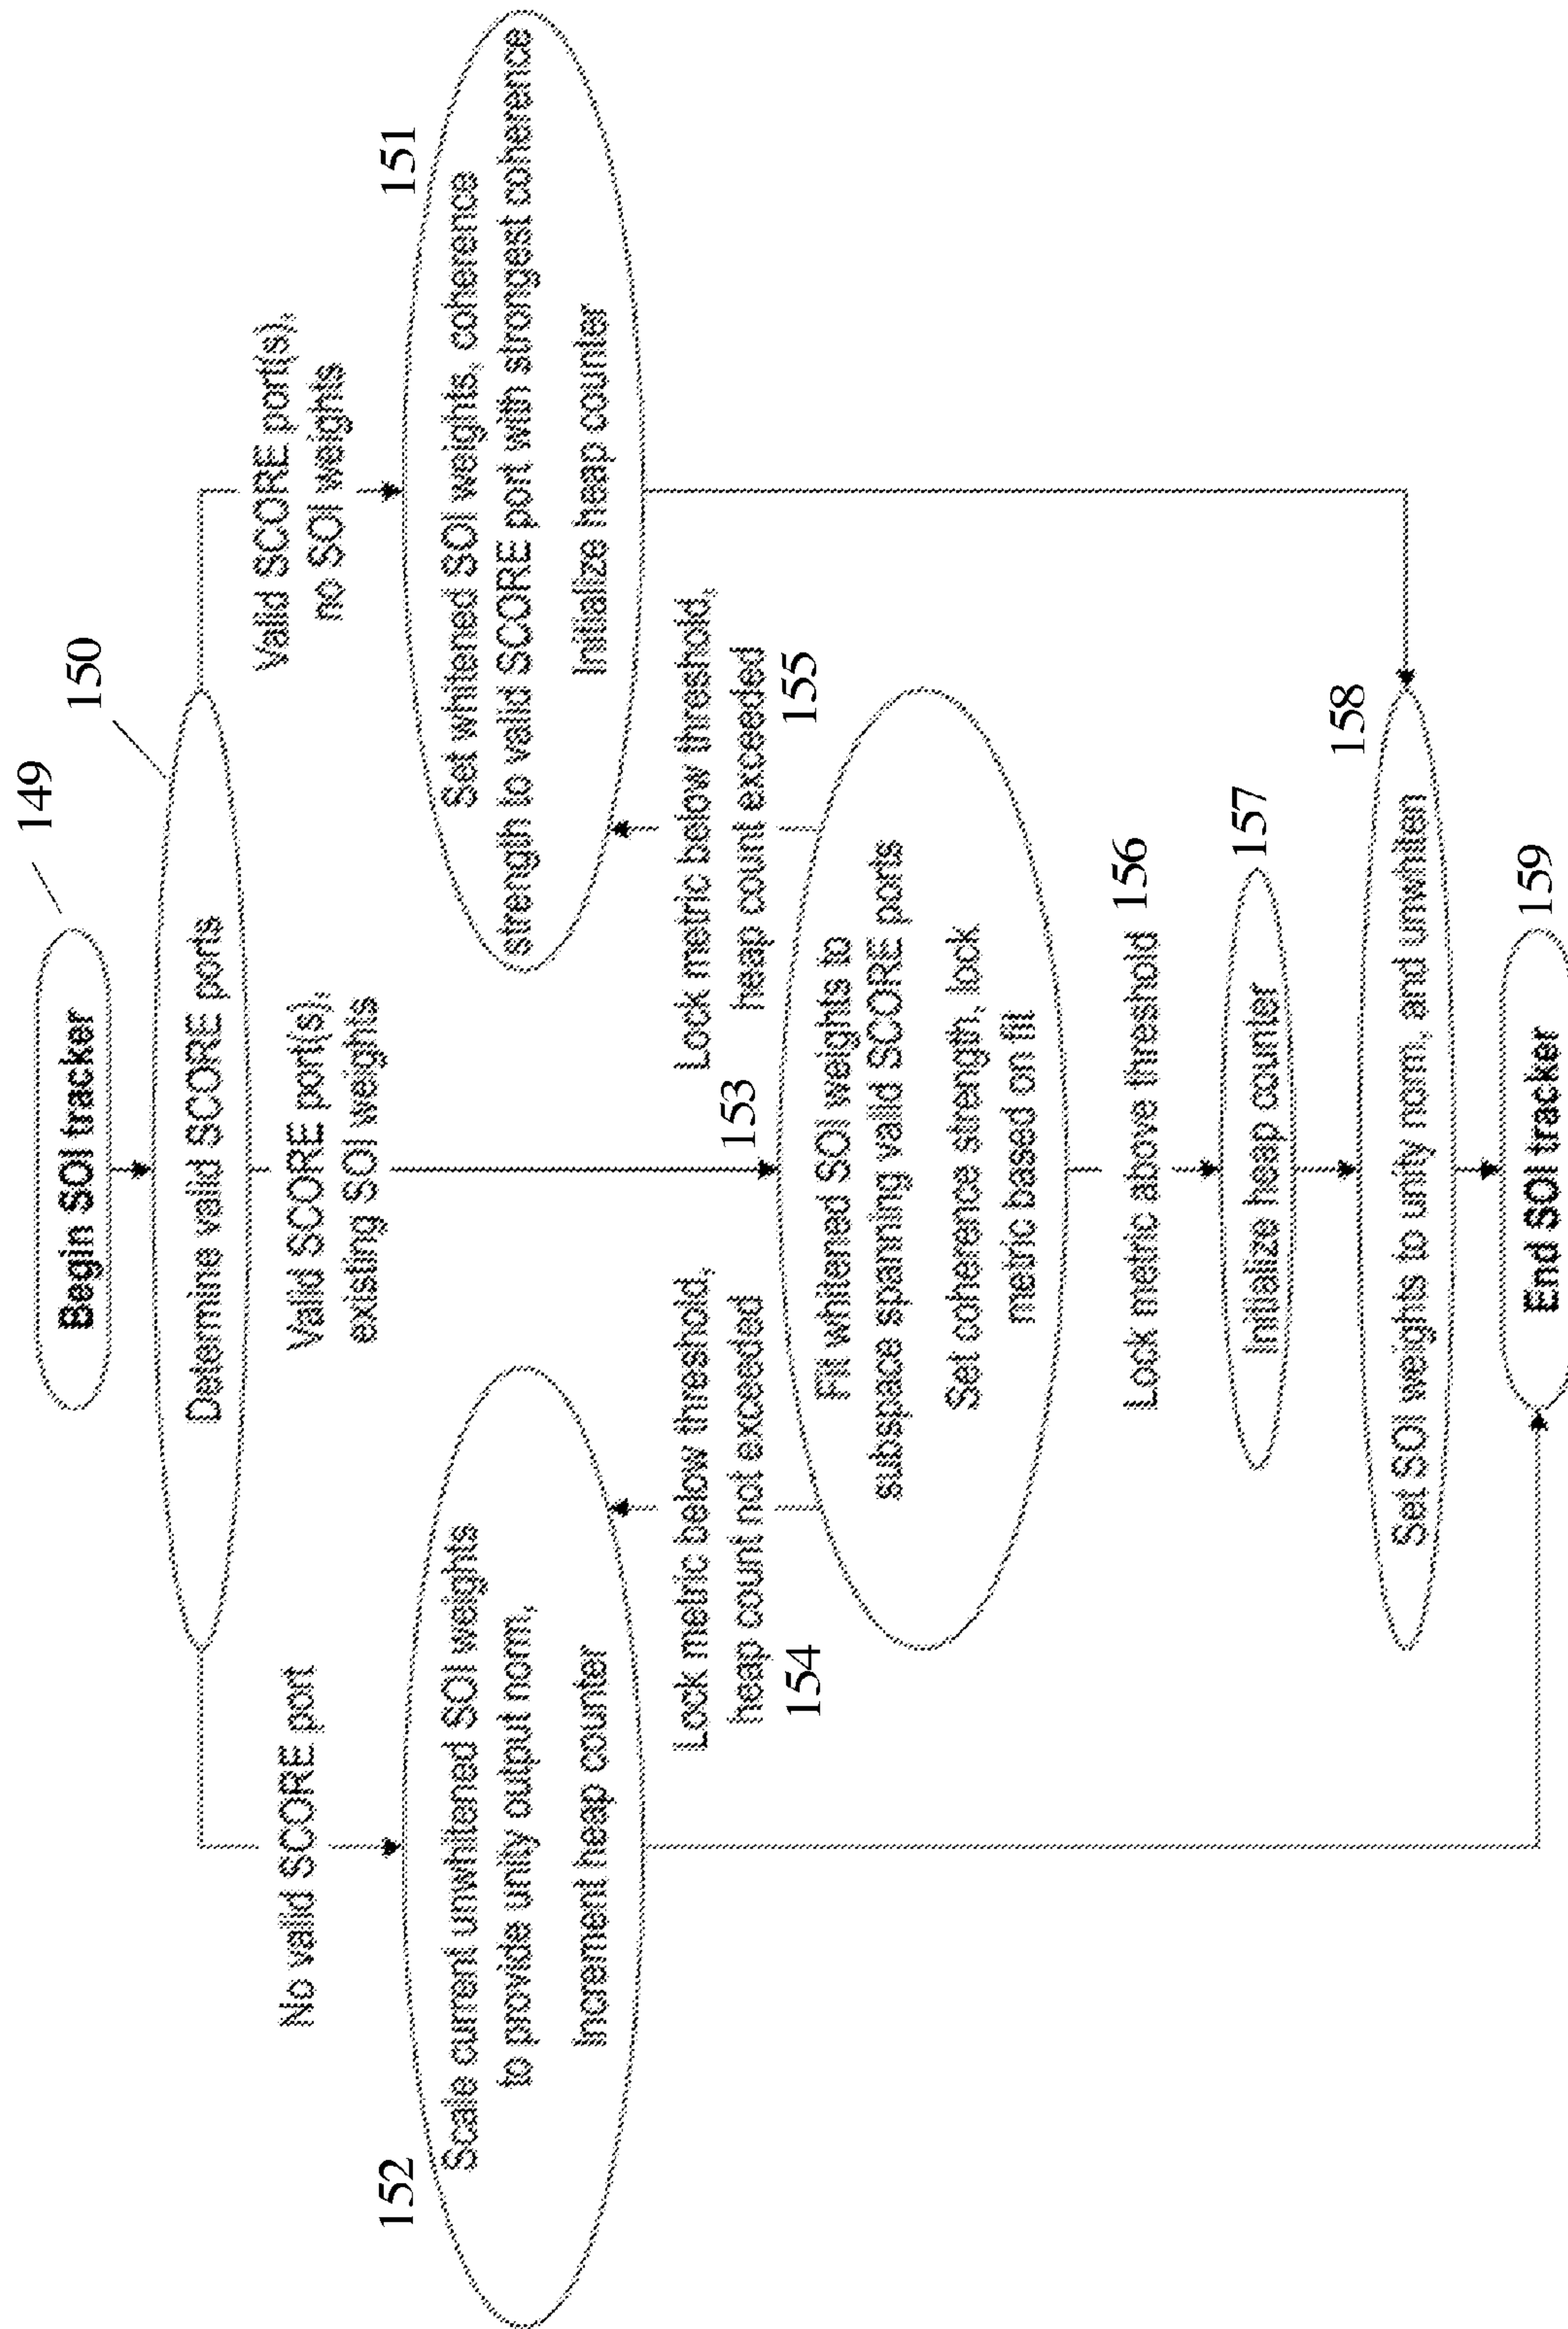 149
Begin SOI tracker
150
Determine valid SCORE ports
No valid SCORE port
Valid SCORE port(s),
existing SOI weights
Valid SCORE port(s),
no SOI weights
152
Scale current unwhitened SOI weights
to provide unity output norm,
Increment heap counter
151
Set whitened SOI weights, coherence
strength to valid SCORE port with strongest coherence
Initialize heap counter
Lock metric below threshold,
heap count not exceeded
154
Lock metric below threshold,
heap count exceeded
155
153
Fit whitened SOI weights to
subspace spanning valid SCORE ports
Set coherence strength, lock
metric based on fit
Lock metric above threshold
156
Initialize heap counter
157
158
Set SOI weights to unity norm, and unwhiten
End SOI tracker
159